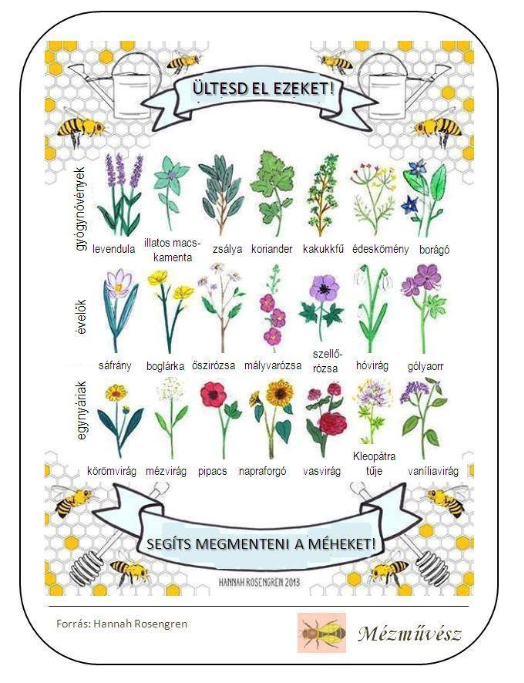 ÜLTESD EL EZEKET!
gyógynövények
levendula
illatos macs-
kamenta
zsálya
koriander
kakukkfű
édeskömény
borágó
évelők
sáfrány
boglárka
őszirózsa
mályvarózsa
szellő-
rózsa
hóvirág
gólyaorr
egynyáriak
körömvirág
mézvirág
pipacs
napraforgó
vasvirág
Kleopátra
tűje
vaníliavirág
SEGÍTS MEGMENTENI A MÉHEKET!
HANNAH ROSENGREN 2013
Forrás: Hannah Rosengren
Mézművész